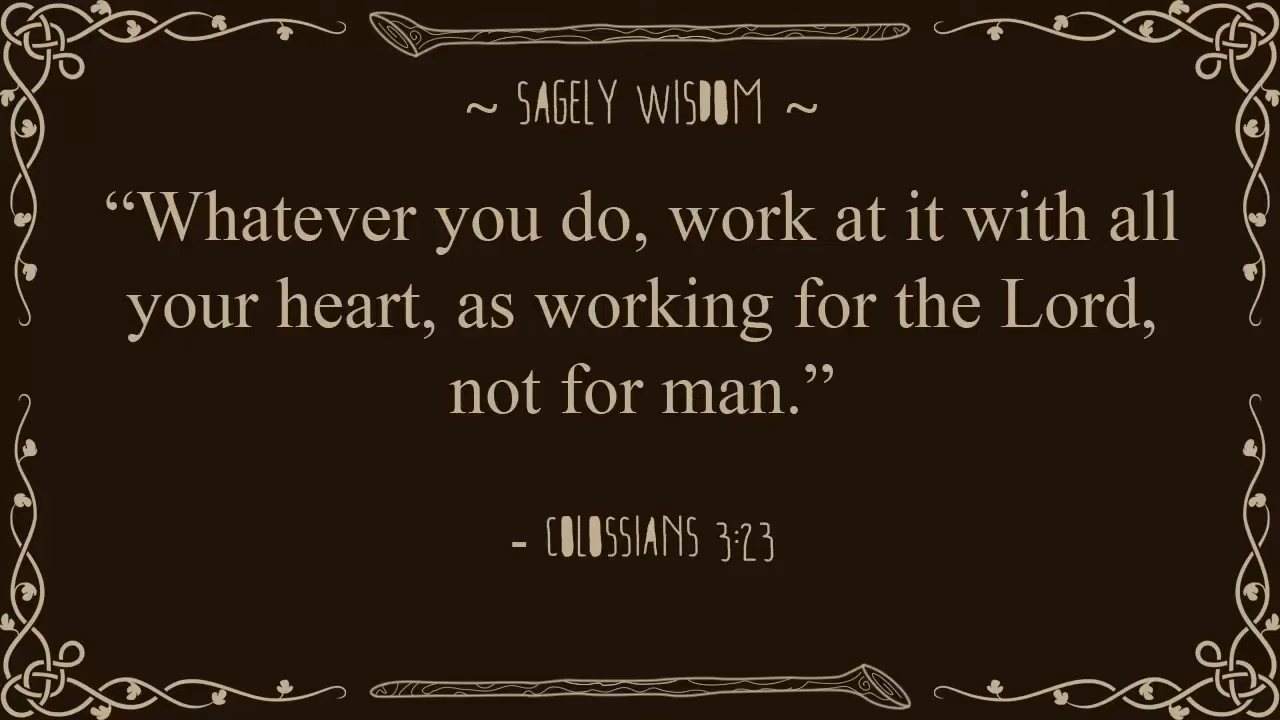 ~ SAGELY WISDOM ~
“Whatever you do, work at it with all
your heart, as working for the Lord,
not for man.”
- COLOSSIANS 3:23